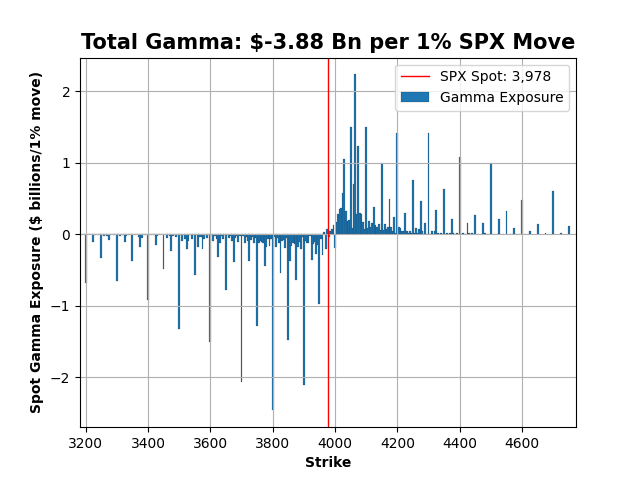 Total Gamma: $-3.88 Bn per 1% SPX Move
SPX Spot: 3,978
Gamma Exposure
Spot Gamma Exposure ($ billions/1% move)
2
1
0
−1
−2
3200 3400 3600 3800 4000 4200 4400 4600
Strike